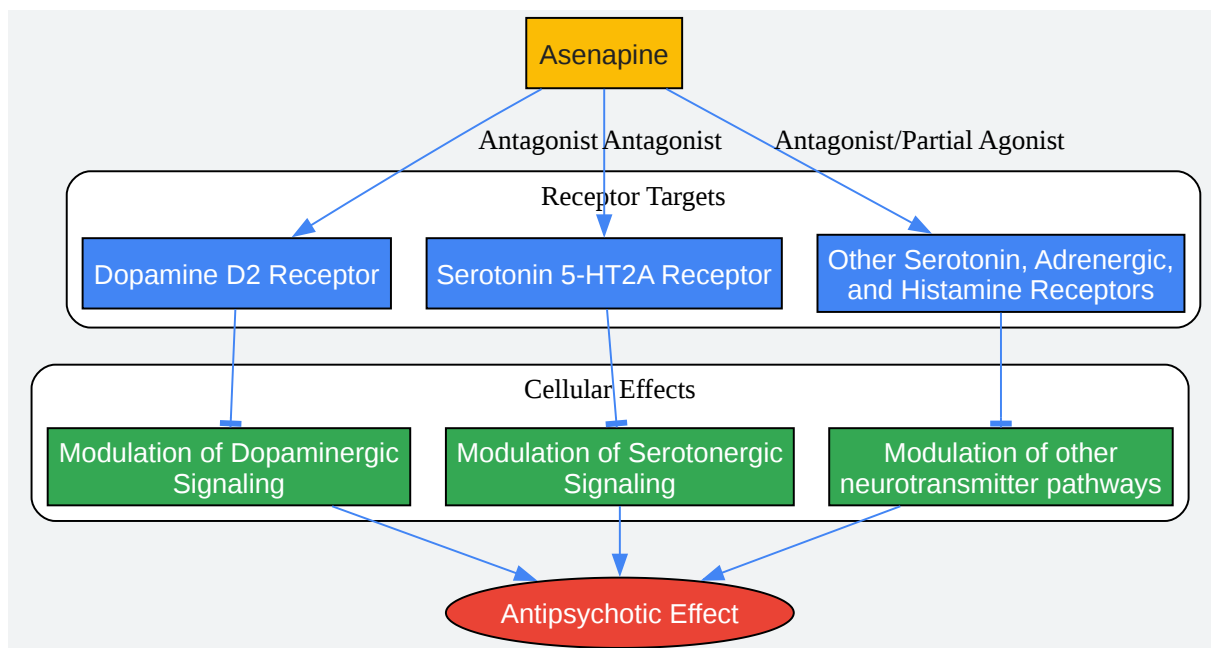 Asenapine
Antagonist Antagonist Antagonist/Partial Agonist
Receptor Targets
Dopamine D2 Receptor
Serotonin 5-HT2A Receptor
Other Serotonin, Adrenergic,
and Histamine Receptors
Cellular Effects
Modulation of Dopaminergic
Signaling
Modulation of Serotonergic
Signaling
Modulation of other
neurotransmitter pathways
Antipsychotic Effect